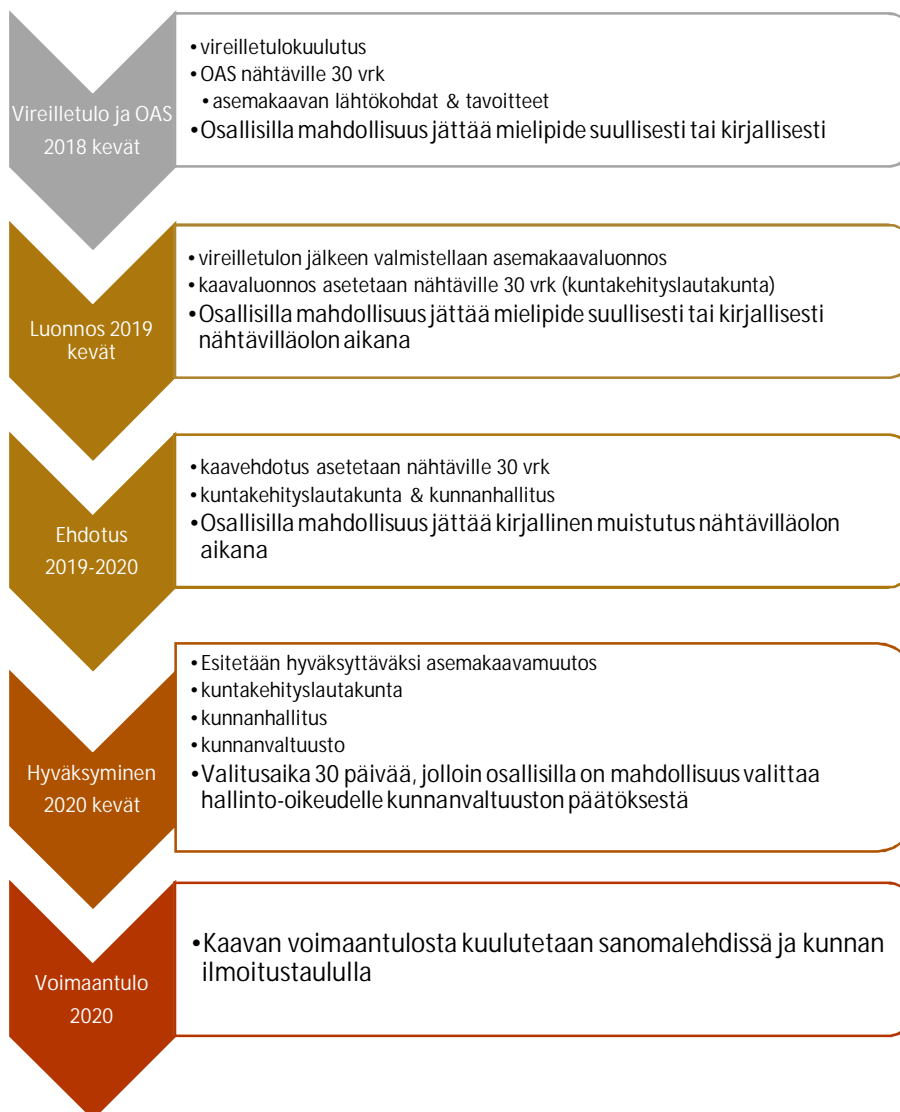 Vireilletulo ja OAS
2018 kevät
• vireilletulokuulutus
• OAS nähtäville 30 vrk
• asemakaavan lähtökohdat & tavoitteet
• Osallisilla mahdollisuus jättää mielipide suullisesti tai kirjallisesti
Luonnos 2019
kevät
• vireilletulon jälkeen valmistellaan asemakaavaluonnos
• kaavaluonnos asetetaan nähtäville 30 vrk (kuntakehityslautakunta)
• Osallisilla mahdollisuus jättää mielipide suullisesti tai kirjallisesti
nähtävilläolon aikana
Ehdotus
2019-2020
• kaavehdotus asetetaan nähtäville 30 vrk
• kuntakehityslautakunta & kunnanhallitus
• Osallisilla mahdollisuus jättää kirjallinen muistutus nähtävilläolon
aikana
Hyväksyminen
2020 kevät
• Esitetään hyväksyttäväksi asemakaavamuutos
• kuntakehityslautakunta
• kunnanhallitus
• kunnanvaltuusto
• Valitusaika 30 päivää, jolloin osallisilla on mahdollisuus valittaa
hallinto-oikeudelle kunnanvaltuuston päätöksestä
Voimaantulo
2020
• Kaavan voimaantulosta kuulutetaan sanomalehdissä ja kunnan
ilmoitustaululla